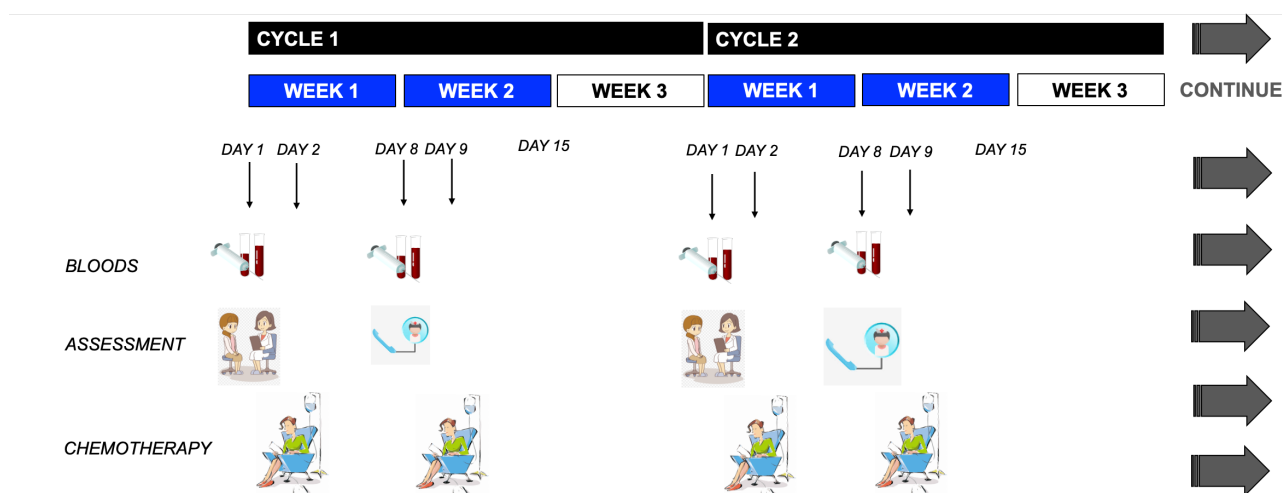 CYCLE 1 CYCLE 2
WEEK 1 WEEK 2 WEEK 3 WEEK 1 WEEK 2 WEEK 3 CONTINUE
DAY 1 DAY 2 DAY 8 DAY 9 DAY 15 DAY 1 DAY 2 DAY 8 DAY 9 DAY 15
BLOODS
ASSESSMENT
CHEMOTHERAPY